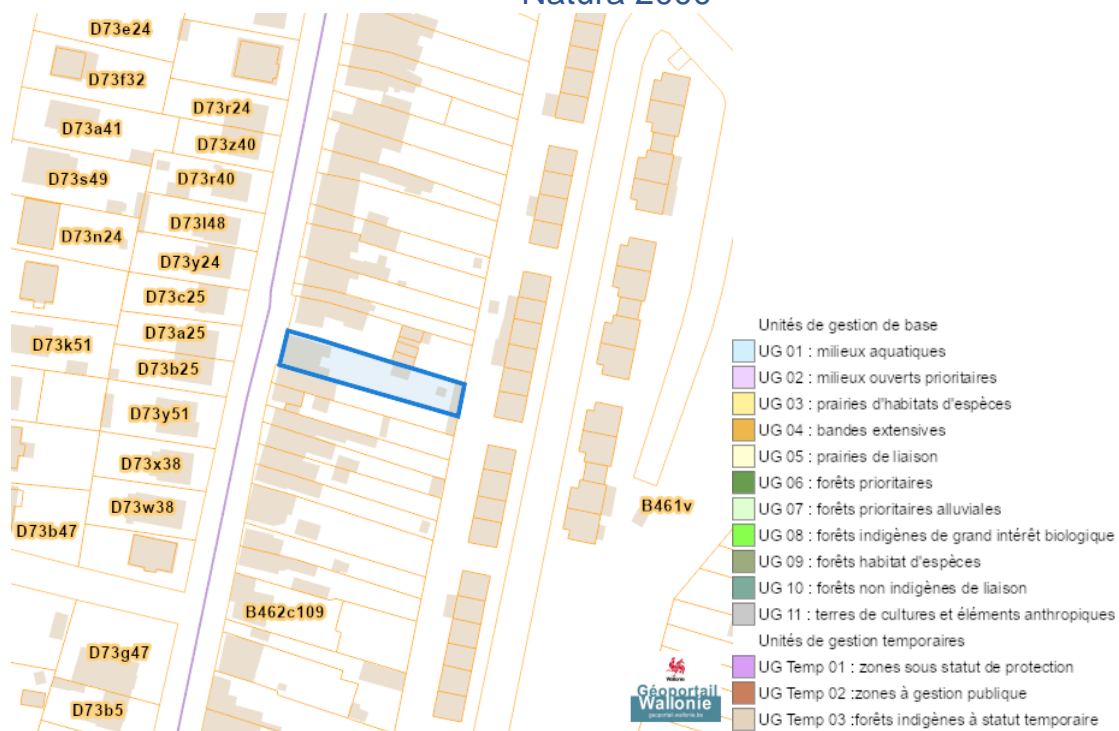 Natura 2000
D73e24
D73f32
D73r24
D73a41
D73z40
D73s49
D73r40
D73l48
D73n24
D73y24
D73c25
D73a25
D73k51
D73b25
D73y51
D73x38
D73w38
D73b47
B461v
B462c109
D73g47
D73b5
Wallonie
Géoportail
Wallonie
geoportail.wallonie.be
Unités de gestion de base
UG 01 : milieux aquatiques
UG 02 : milieux ouverts prioritaires
UG 03 : prairies d'habitats d'espèces
UG 04 : bandes extensives
UG 05 : prairies de liaison
UG 06 : forêts prioritaires
UG 07 : forêts prioritaires alluviales
UG 08 : forêts indigènes de grand intérêt biologique
UG 09 : forêts habitat d'espèces
UG 10 : forêts non indigènes de liaison
UG 11 : terres de cultures et éléments anthropiques
Unités de gestion temporaires
UG Temp 01 : zones sous statut de protection
UG Temp 02 :zones à gestion publique
UG Temp 03 :forêts indigènes à statut temporaire